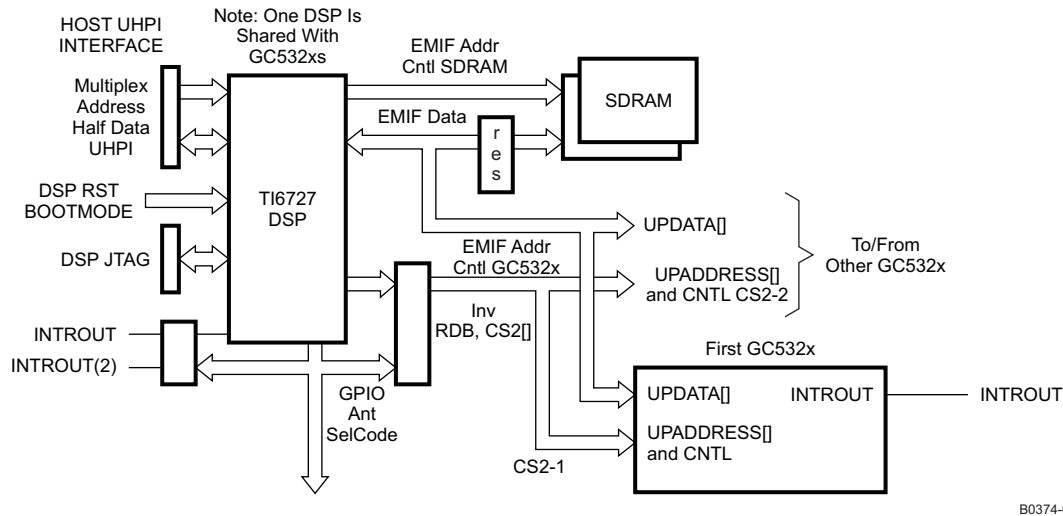 HOST UHPI
INTERFACE
Note: One DSP Is
Shared With
GC532xs
EMIF Addr
Cntl SDRAM
SDRAM
Multiplex
Address
Half Data
UHPI
EMIF Data
r
e
s
DSP RST
BOOTMODE
TI6727
DSP
UPDATA[]
To/From
Other GC532x
DSP JTAG
EMIF Addr
Cntl GC532x
UPADDRESS[]
and CNTL CS2-2
Inv
RDB, CS2[]
INTROUT
INTROUT(2)
First GC532x
GPIO
Ant
SelCode
UPDATA[]
INTROUT
INTROUT
UPADDRESS[]
and CNTL
CS2-1